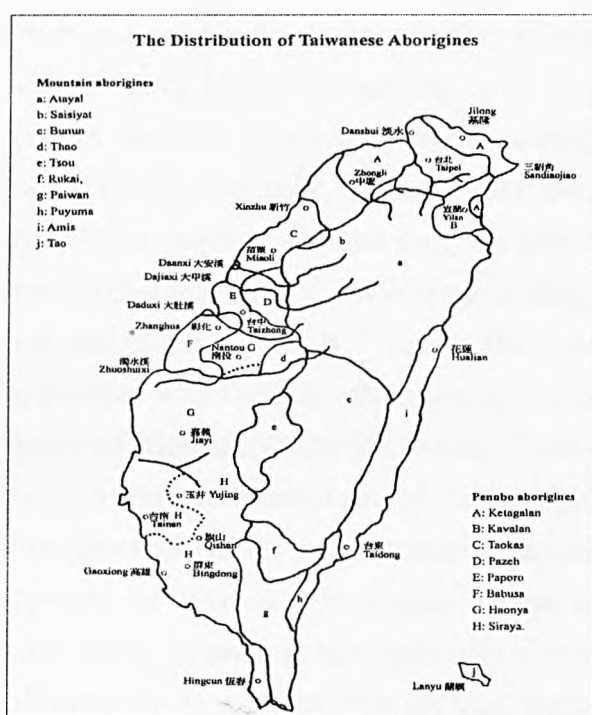 The Distribution of Taiwanese Aborigines
Mountain aborigines
a: Atayal
b: Saisiyat
c: Bunun
d: Thao
e: Tsou
f: Rukai,
g: Paiwan
h: Puyuma
i: Amis
j: Tao
Jilong
基隆
Danshui 淡水
A
A
Zhongli
中壢
台北
Taipei
三紹角
Sandiaojiao
Xinzhu 新竹
宜蘭
Yilan
A
B
C
苗栗
Miaoli
b
a
Daanxi 大安溪
Dajiaxi 大甲溪
E
D
Daduxi 大肚溪
台中
Taizhong
Zhanghua 彰化
F
Nantou G
南投
d
濁水溪
Zhuoshuixi
花蓮
Hualian
G
e
c
i
嘉義
Jiayi
H
玉井 Yujing
台南 H
Tainan
旗山
Qishan
H
屏東
Bingdong
Gaoxiong 高雄
f
台東
Taidong
g
h
Penabo aborigines
A: Ketagalan
B: Kavalan
C: Taokas
D: Pazeh
E: Paporo
F: Babusa
G: Haonya
H: Siraya.
Hingcun 恆春
j
Lanyu 蘭嶼